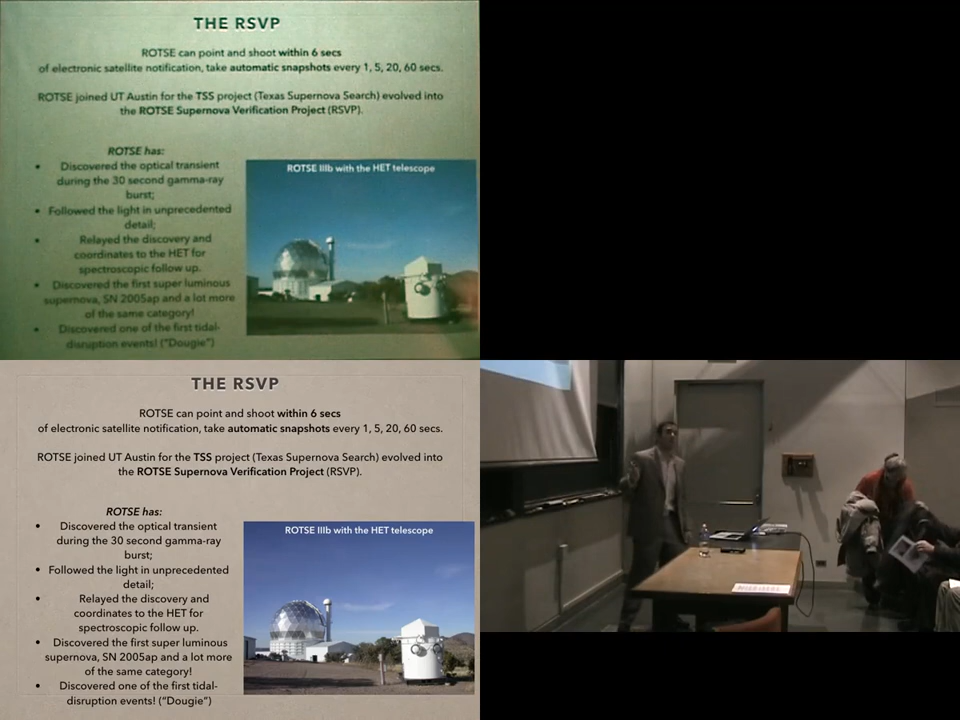 THE RSVP
ROTSE can point and shoot within 6 secs
of electronic satellite notification, take automatic snapshots every 1, 5, 20, 60 secs.
ROTSE joined UT Austin for the TSS project (Texas Supernova Search) evolved into
the ROTSE Supernova Verification Project (RSVP).
ROTSE has:
• Discovered the optical transient
during the 30 second gamma-ray
burst;
• Followed the light in unprecedented
detail;
• Relayed the discovery and
coordinates to the HET for
spectroscopic follow up.
• Discovered the first super luminous
supernova, SN 2005ap and a lot more
of the same category!
• Discovered one of the first tidal-
disruption events! ("Dougie")
ROTSE IIIb with the HET telescope
THE RSVP
ROTSE can point and shoot within 6 secs
of electronic satellite notification, take automatic snapshots every 1, 5, 20, 60 secs.
ROTSE joined UT Austin for the TSS project (Texas Supernova Search) evolved into
the ROTSE Supernova Verification Project (RSVP).
ROTSE has:
• Discovered the optical transient
during the 30 second gamma-ray
burst;
• Followed the light in unprecedented
detail;
• Relayed the discovery and
coordinates to the HET for
spectroscopic follow up.
• Discovered the first super luminous
supernova, SN 2005ap and a lot more
of the same category!
• Discovered one of the first tidal-
disruption events! ("Dougie")
ROTSE IIIb with the HET telescope